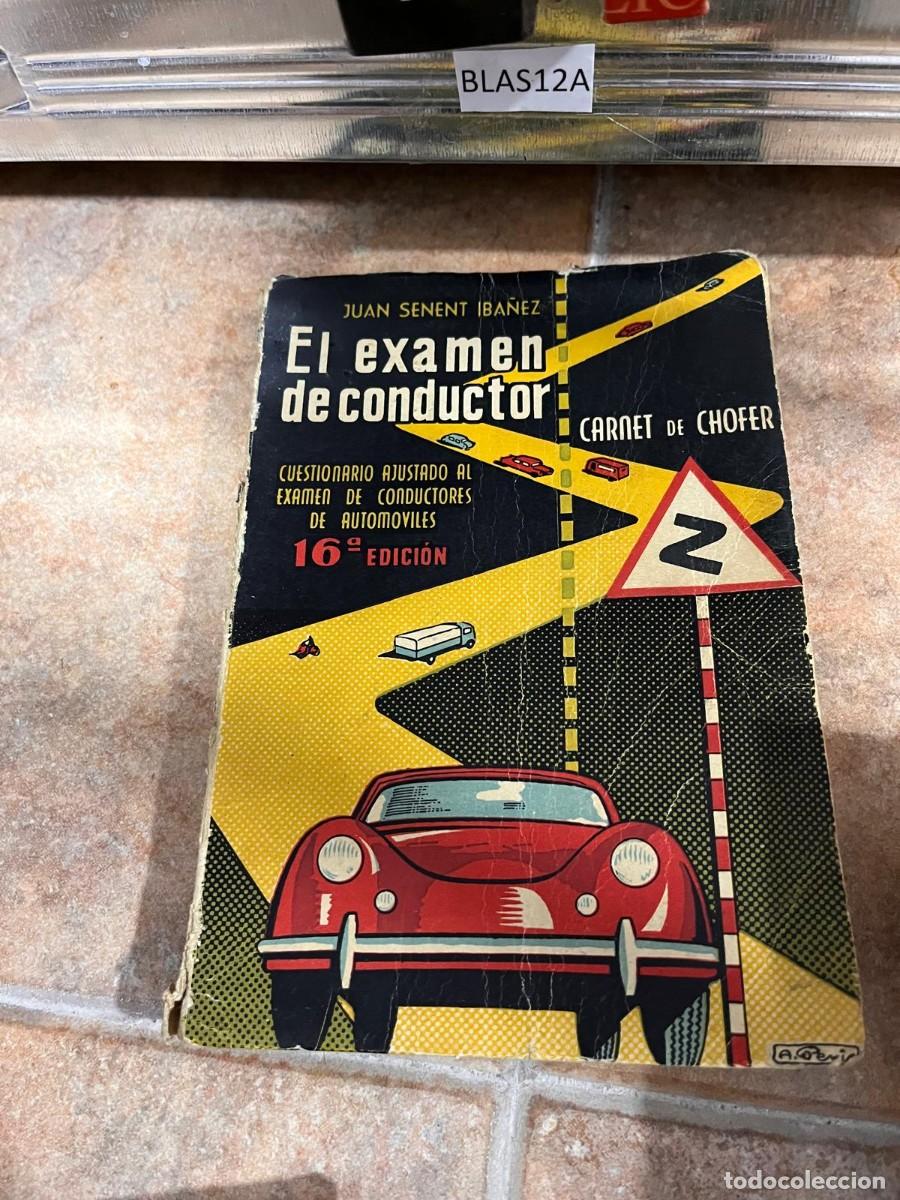 BLAS12A
JUAN SENENT IBAÑEZ
El examen
de conductor
CARNET DE CHOFER
CUESTIONARIO AJUSTADO AL
EXAMEN DE CONDUCTORES
DE AUTOMOVILES
16ª EDICIÓN
Z
todocoleccion